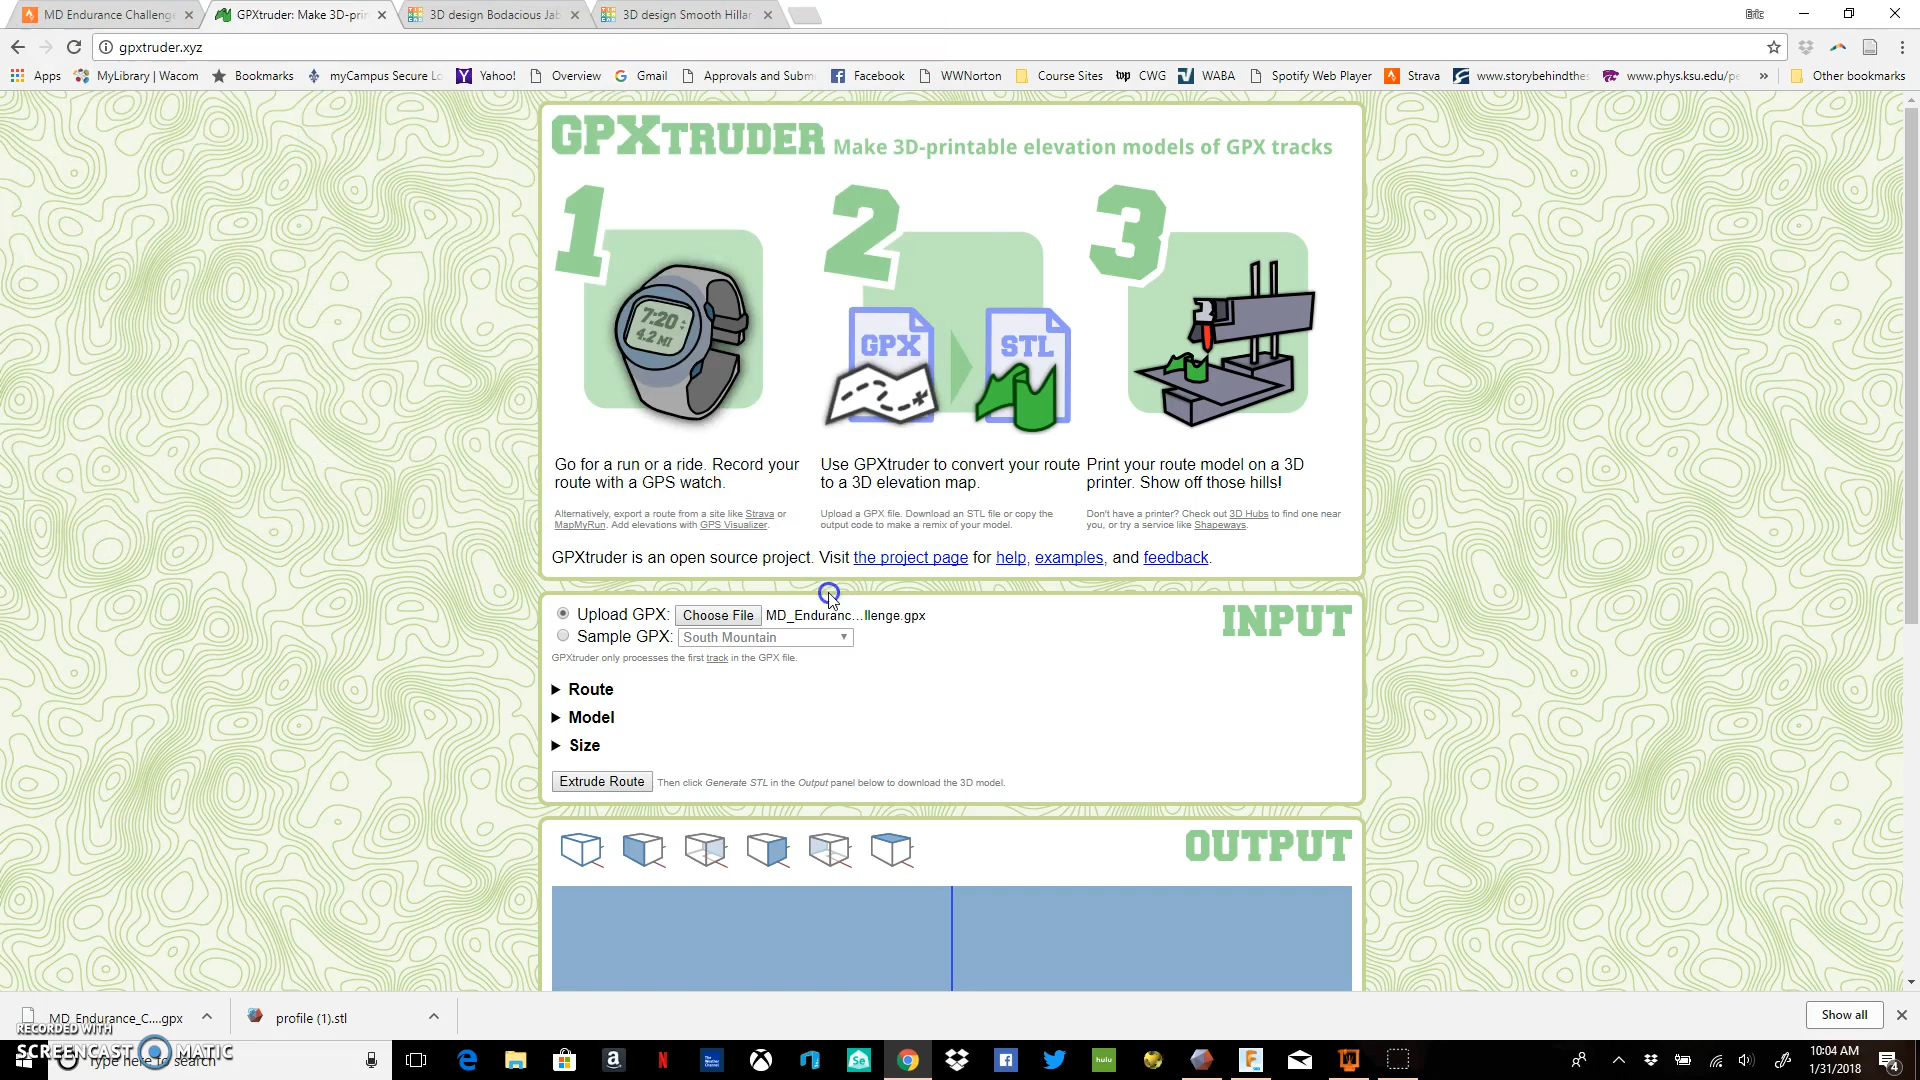 MD Endurance Challenge
GPXtruder: Make 3D-prin
3D design Bodacious Jab
3D design Smooth Hillar
Eric
gpxtruder.xyz
Apps
MyLibrary | Wacom
Bookmarks
myCampus Secure Lo
Yahoo!
Overview
Gmail
Approvals and Subm
Facebook
WWNorton
Course Sites
CWG
WABA
Spotify Web Player
Strava
www.storybehindthe
www.phys.ksu.edu/pe
»
Other bookmarks
GPXTRUDER Make 3D-printable elevation models of GPX tracks
1
2
3
7:20
4.2 MI
GPX
STL
Go for a run or a ride. Record your
route with a GPS watch.
Alternatively, export a route from a site like Strava or
MapMyRun. Add elevations with GPS Visualizer.
Use GPXtruder to convert your route
to a 3D elevation map.
Upload a GPX file. Download an STL file or copy the
output code to make a remix of your model.
Print your route model on a 3D
printer. Show off those hills!
Don't have a printer? Check out 3D Hubs to find one near
you, or try a service like Shapeways.
GPXtruder is an open source project. Visit the project page for help, examples, and feedback.
INPUT
Upload GPX: Choose File MD_Enduranc...llenge.gpx
Sample GPX: South Mountain
GPXtruder only processes the first track in the GPX file.
Route
Model
Size
Extrude Route Then click Generate STL in the Output panel below to download the 3D model.
OUTPUT
MD_Endurance_C....gpx
profile (1).stl
Show all
RECORDED WITH
SCREENCAST MATIC
Type here to search
hulu
10:04 AM
1/31/2018
4